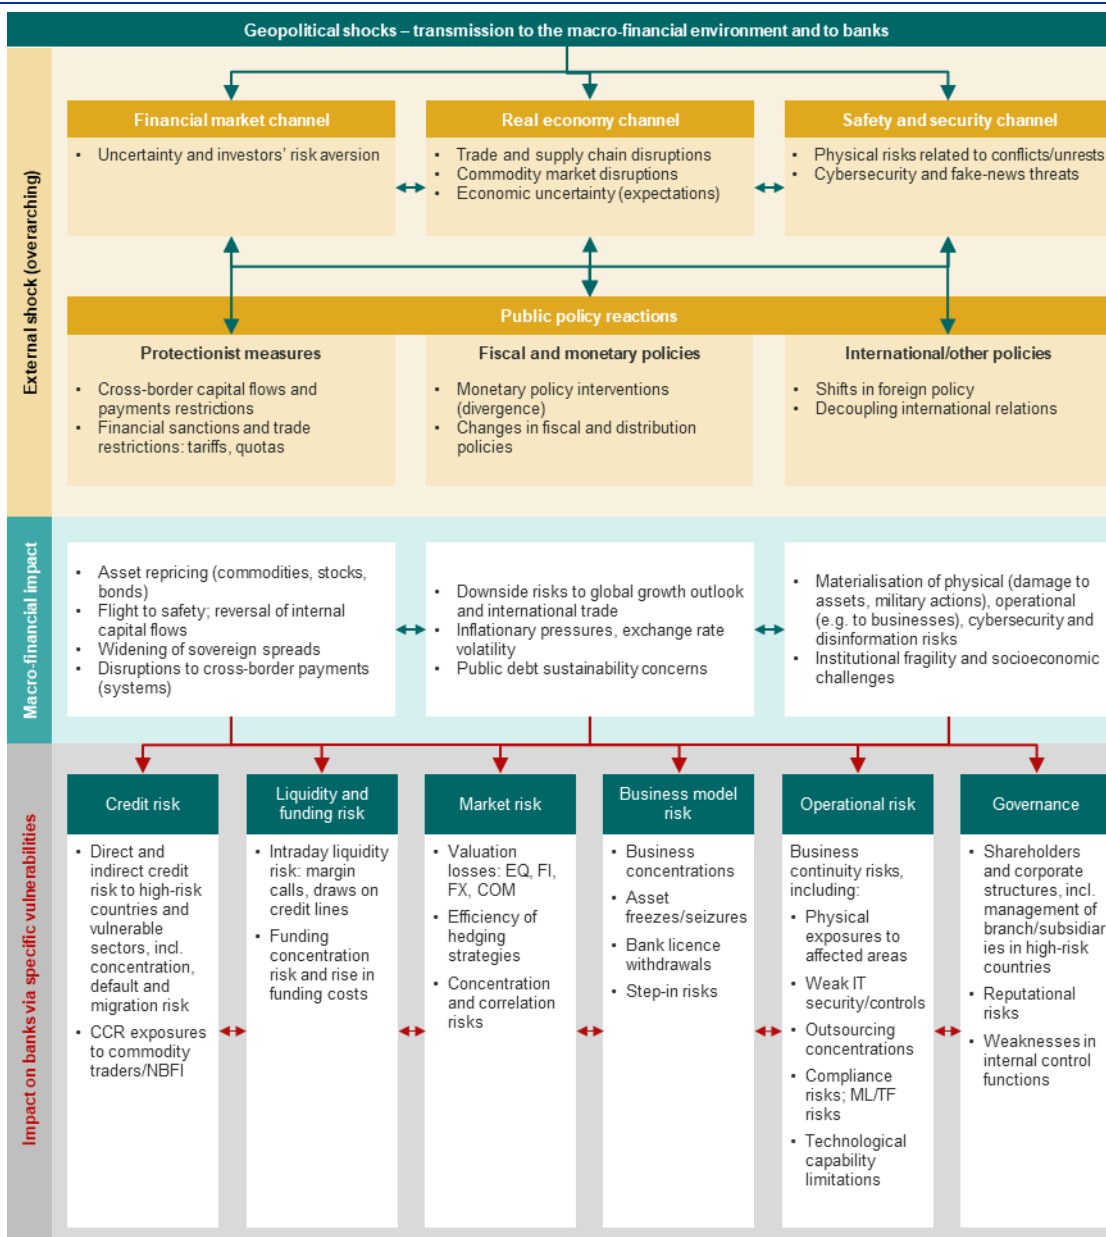 Geopolitical shocks – transmission to the macro-financial environment and to banks
External shock (overarching)
Financial market channel
• Uncertainty and investors' risk aversion
Real economy channel
• Trade and supply chain disruptions
• Commodity market disruptions
• Economic uncertainty (expectations)
Safety and security channel
• Physical risks related to conflicts/unrests
• Cybersecurity and fake-news threats
Public policy reactions
Protectionist measures
• Cross-border capital flows and
payments restrictions
• Financial sanctions and trade
restrictions: tariffs, quotas
Fiscal and monetary policies
• Monetary policy interventions
(divergence)
• Changes in fiscal and distribution
policies
International/other policies
• Shifts in foreign policy
• Decoupling international relations
Macro-financial impact
• Asset repricing (commodities, stocks,
bonds)
• Flight to safety; reversal of internal
capital flows
• Widening of sovereign spreads
• Disruptions to cross-border payments
(systems)
• Downside risks to global growth outlook
and international trade
• Inflationary pressures, exchange rate
volatility
• Public debt sustainability concerns
• Materialisation of physical (damage to
assets, military actions), operational
(e.g. to businesses), cybersecurity and
disinformation risks
• Institutional fragility and socioeconomic
challenges
Impact on banks via specific vulnerabilities
Credit risk
• Direct and
indirect credit
risk to high-risk
countries and
vulnerable
sectors, incl.
concentration,
default and
migration risk
• CCR exposures
to commodity
traders/NBFI
Liquidity and
funding risk
• Intraday liquidity
risk: margin
calls, draws on
credit lines
• Funding
concentration
risk and rise in
funding costs
Market risk
• Valuation
losses: EQ, FI,
FX, COM
• Efficiency of
hedging
strategies
• Concentration
and correlation
risks
Business model
risk
• Business
concentrations
• Asset
freezes/seizures
• Bank licence
withdrawals
• Step-in risks
Operational risk
Business
continuity risks,
including:
• Physical
exposures to
affected areas
• Weak IT
security/controls
• Outsourcing
concentrations
• Compliance
risks; ML/TF
risks
• Technological
capability
limitations
Governance
• Shareholders
and corporate
structures, incl.
management of
branch/subsidiar
ies in high-risk
countries
• Reputational
risks
• Weaknesses in
internal control
functions